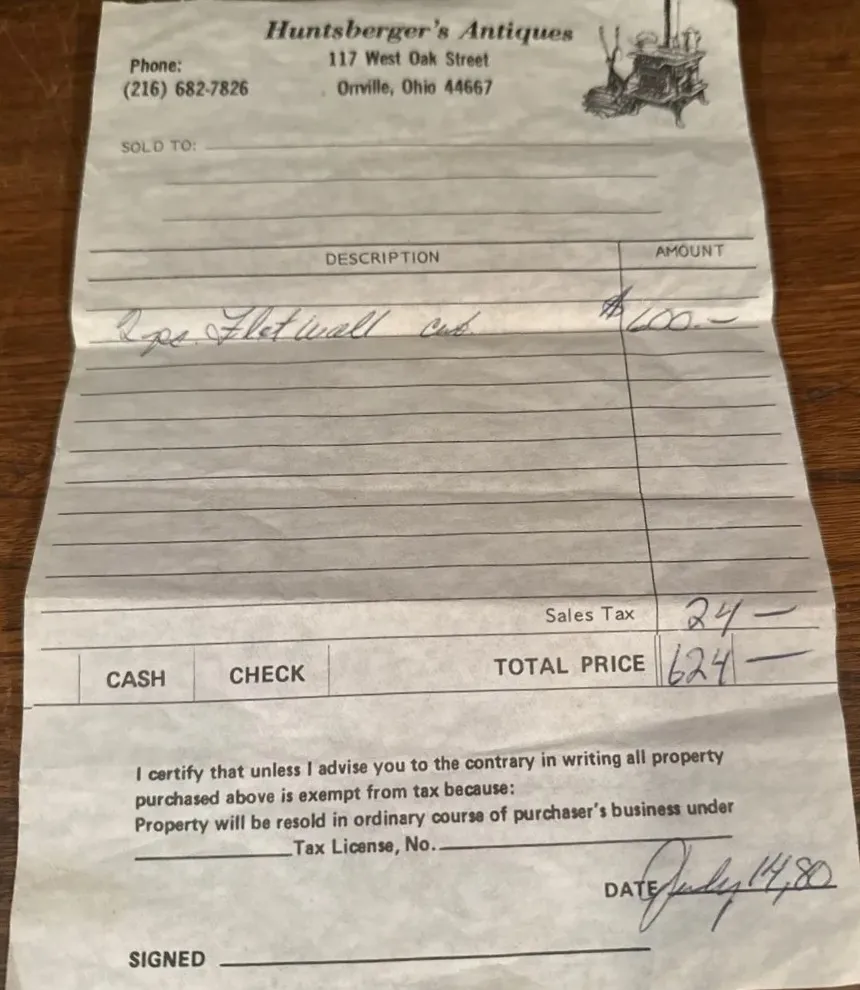 Huntsberger's Antiques
117 West Oak Street
Phone:
(216) 682-7826
Orrville, Ohio 44667
SOLD TO:
DESCRIPTION AMOUNT
2 pc. Flat wall cub. $600.—
Sales Tax 24 —
CASH CHECK TOTAL PRICE 624 —
I certify that unless I advise you to the contrary in writing all property
purchased above is exempt from tax because:
Property will be resold in ordinary course of purchaser's business under
Tax License, No.
DATE July 14, 80
SIGNED